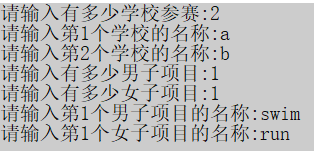 请输入有多少学校参赛:2
请输入第1个学校的名称:a
请输入第2个学校的名称:b
请输入有多少男子项目:1
请输入有多少女子项目:1
请输入第1个男子项目的名称:swim
请输入第1个女子项目的名称:run